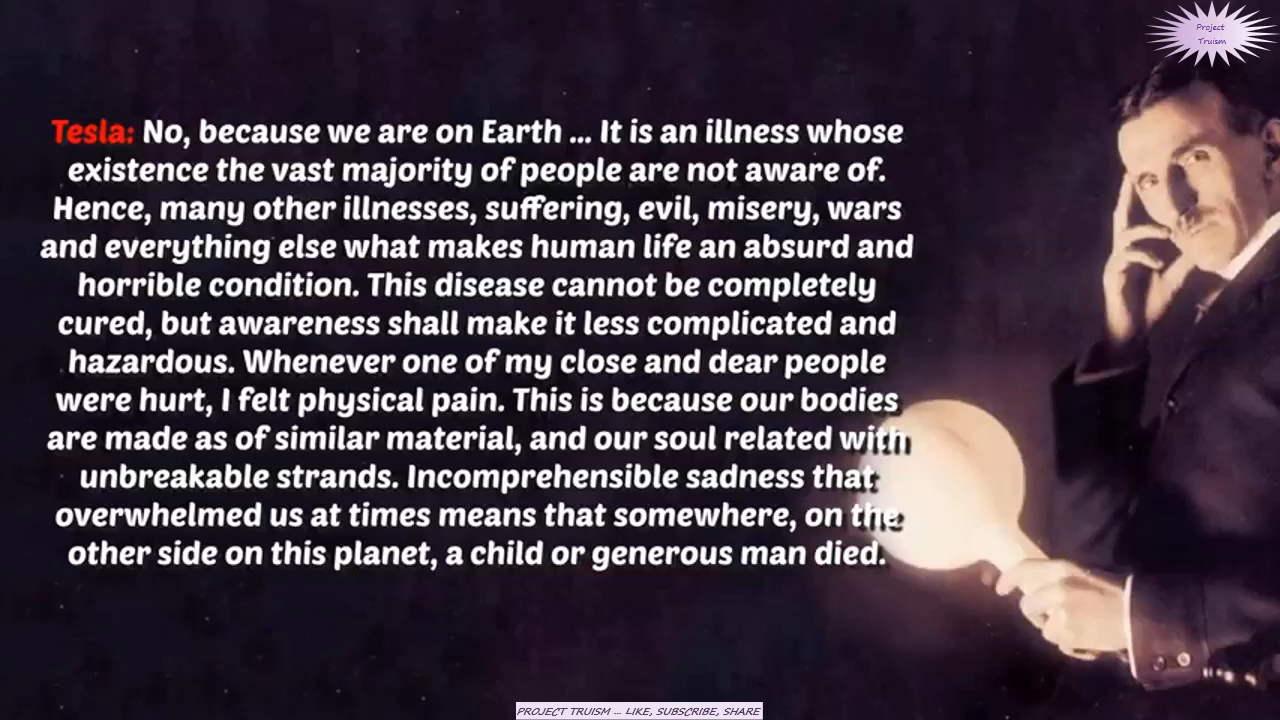 Project
Truism
Tesla: No, because we are on Earth ... It is an illness whose
existence the vast majority of people are not aware of.
Hence, many other illnesses, suffering, evil, misery, wars
and everything else what makes human life an absurd and
horrible condition. This disease cannot be completely
cured, but awareness shall make it less complicated and
hazardous. Whenever one of my close and dear people
were hurt, I felt physical pain. This is because our bodies
are made as of similar material, and our soul related with
unbreakable strands. Incomprehensible sadness that
overwhelmed us at times means that somewhere, on the
other side on this planet, a child or generous man died.
PROJECT TRUISM ... LIKE, SUBSCRIBE, SHARE